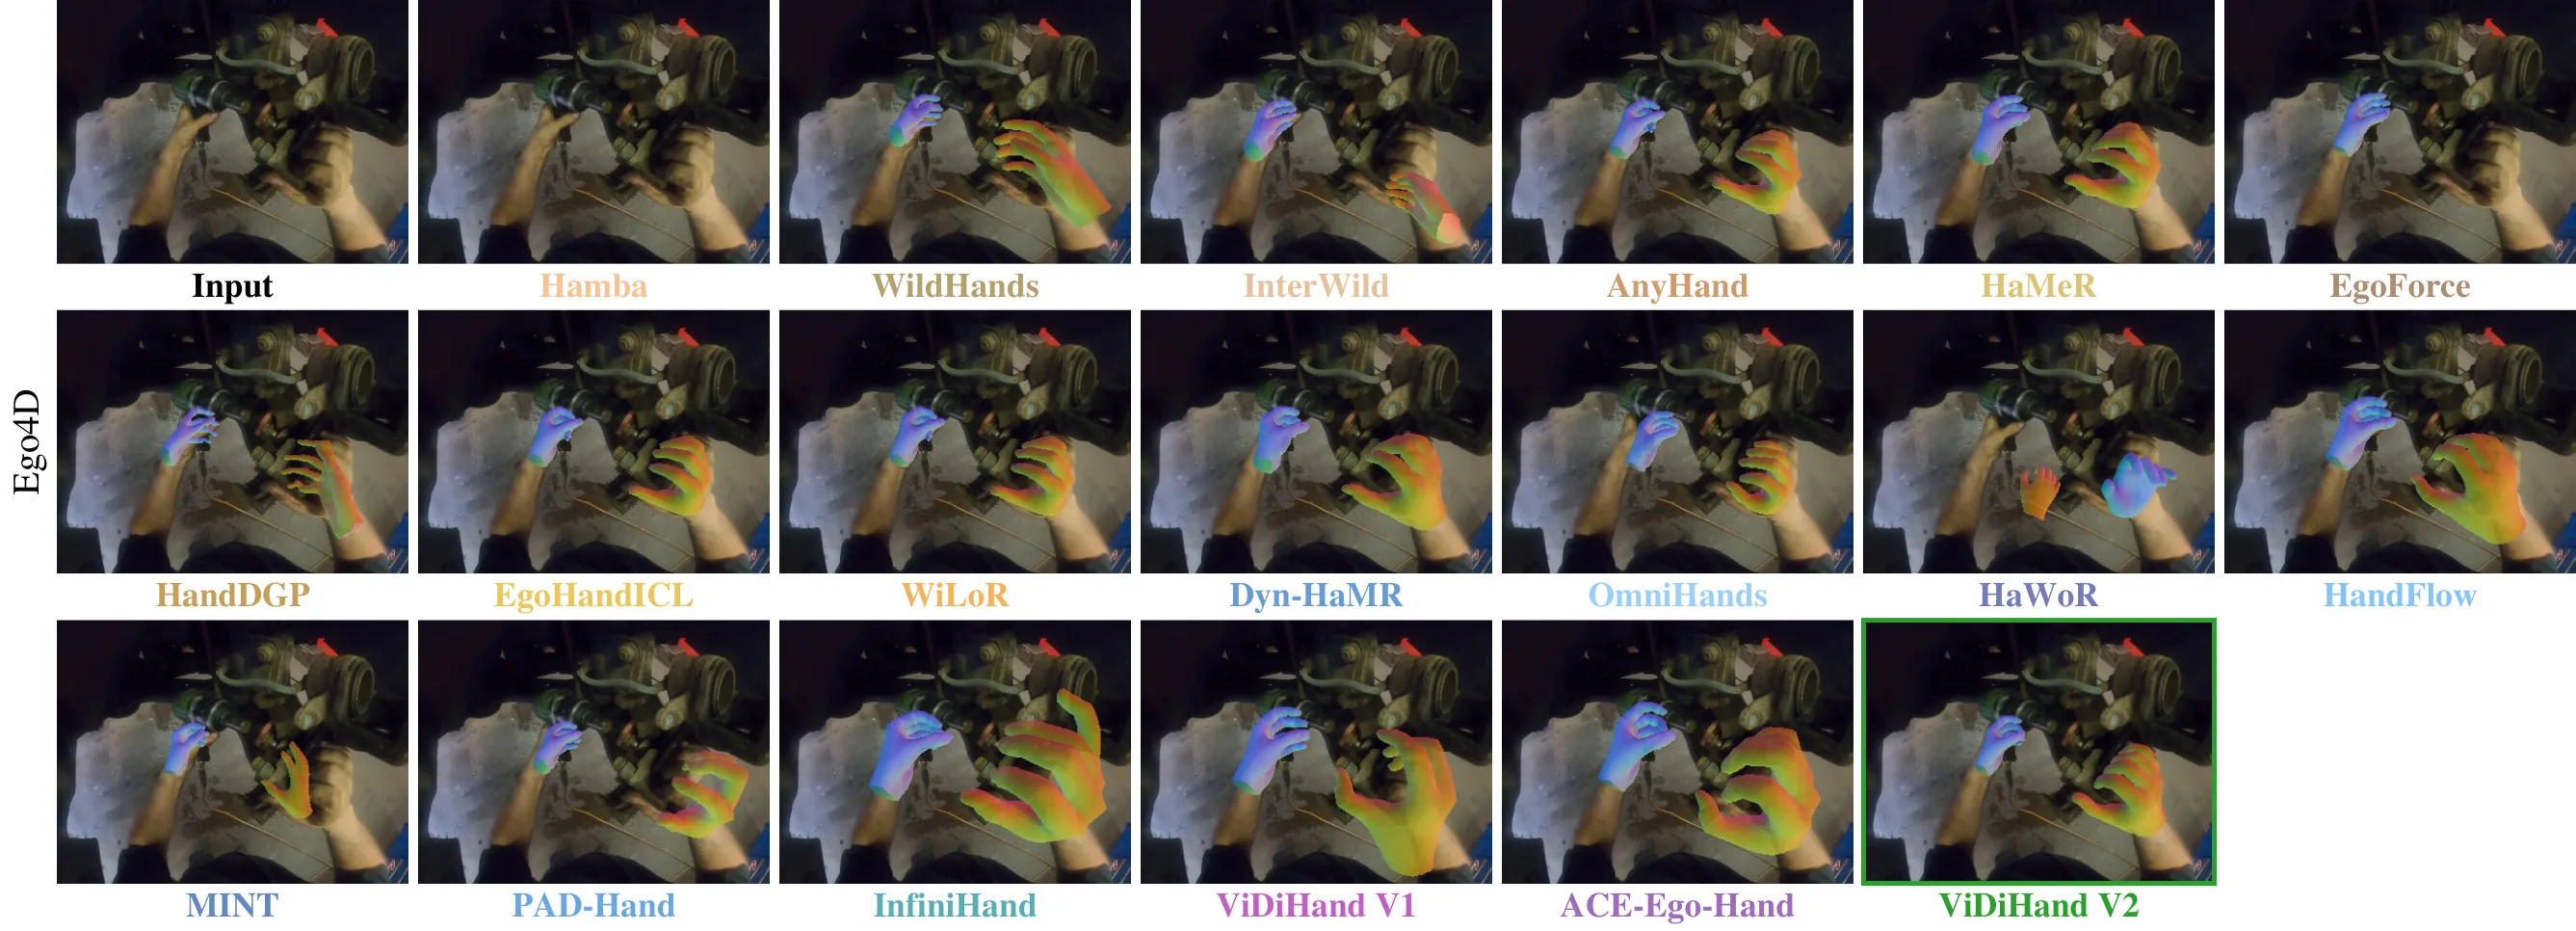 Input
Hamba
WildHands
InterWild
AnyHand
HaMeR
EgoForce
Ego4D
HandDGP
EgoHandICL
WiLoR
Dyn-HaMR
OmniHands
HaWoR
HandFlow
MINT
PAD-Hand
InfiniHand
ViDiHand V1
ACE-Ego-Hand
ViDiHand V2